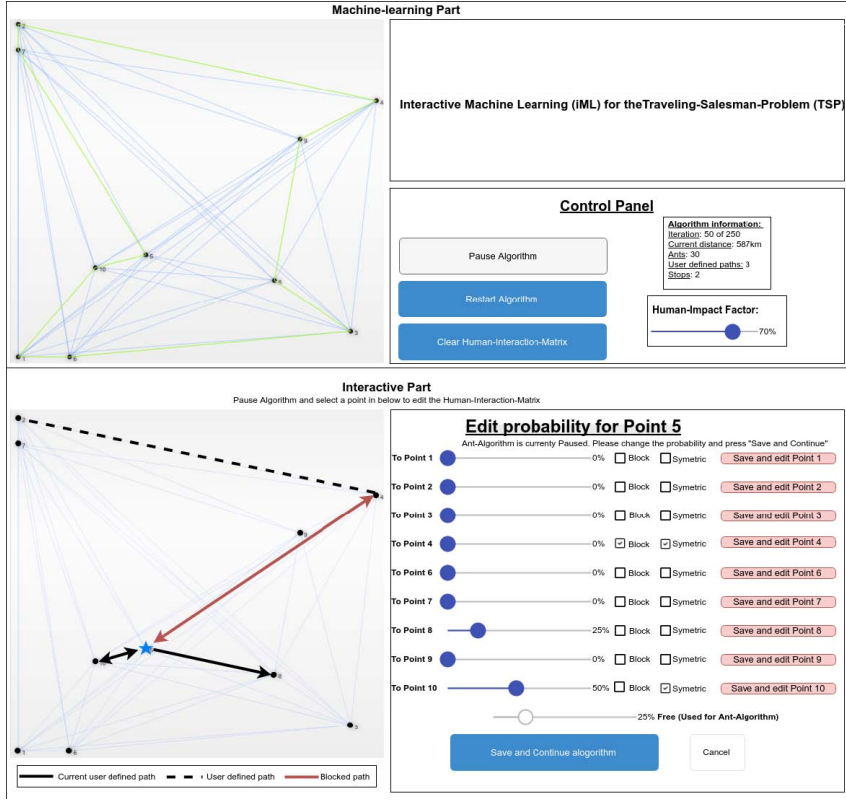 Machine-learning Part
Interactive Machine Learning (iML) for theTraveling-Salesman-Problem (TSP)
Control Panel
Pause Algorithm
Restart Algorithm
Clear Human-Interaction-Matrix
Algorithm information:
Iteration: 50 of 250
Current distance: 587km
Ants: 30
User defined paths: 3
Stops: 2
Human-Impact Factor:
70%
Interactive Part
Pause Algorithm and select a point in below to edit the Human-Interaction-Matrix
Edit probability for Point 5
Ant-Algorithm is currenty Paused. Please change the probability and press "Save and Continue"
To Point 1 0% Block Symetric Save and edit Point 1
To Point 2 0% Block Symetric Save and edit Point 2
To Point 3 0% Block Symetric Save and edit Point 3
To Point 4 0% Block Symetric Save and edit Point 4
To Point 6 0% Block Symetric Save and edit Point 6
To Point 7 0% Block Symetric Save and edit Point 7
To Point 8 25% Block Symetric Save and edit Point 8
To Point 9 0% Block Symetric Save and edit Point 9
To Point 10 50% Block Symetric Save and edit Point 10
25% Free (Used for Ant-Algorithm)
Save and Continue alogorithm
Cancel
Current user defined path User defined path Blocked path